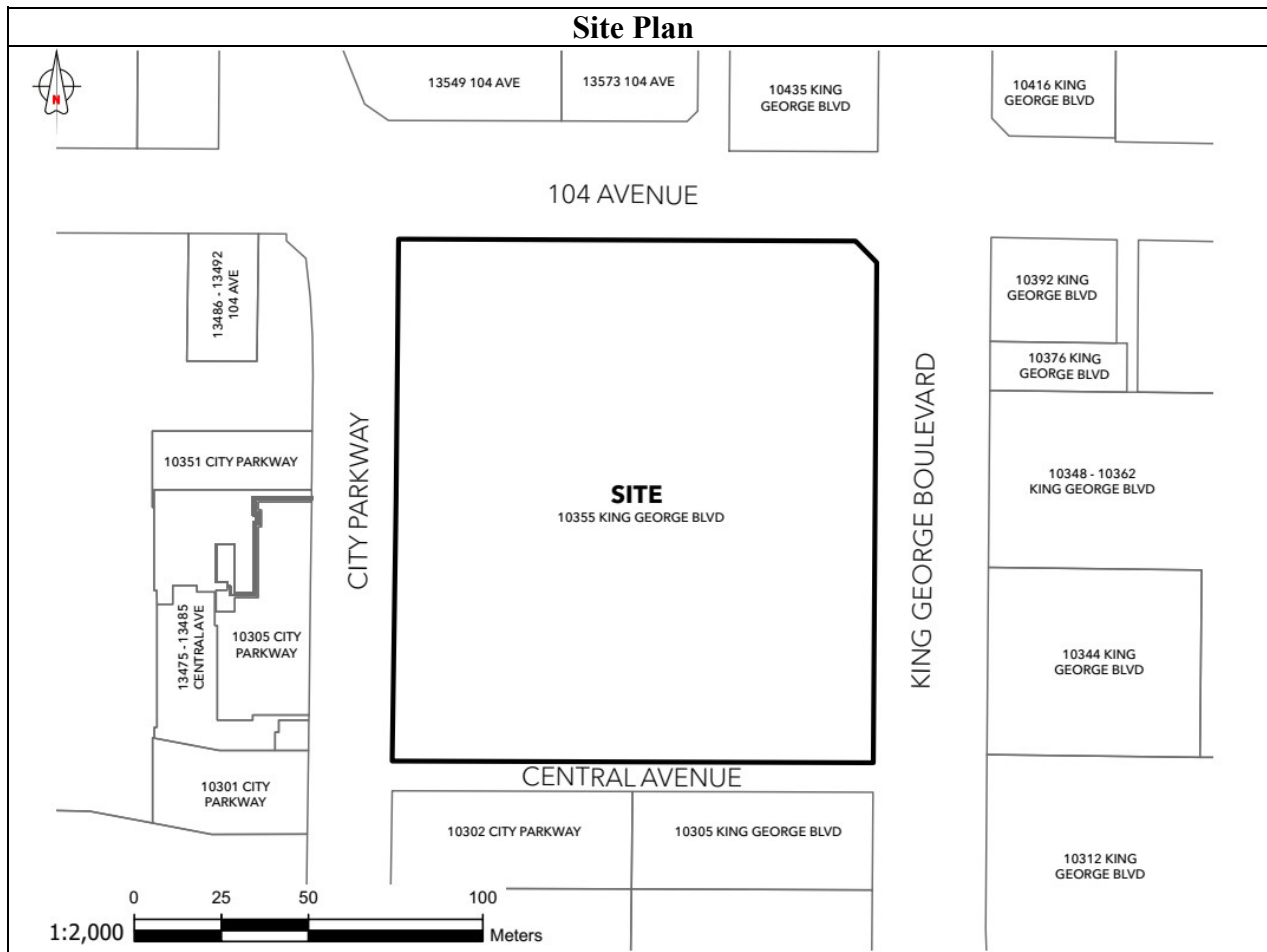 Site Plan
N
13549 104 AVE
13573 104 AVE
10435 KING
GEORGE BLVD
10416 KING
GEORGE BLVD
104 AVENUE
13486 - 13492
104 AVE
10392 KING
GEORGE BLVD
10376 KING
GEORGE BLVD
CITY PARKWAY
KING GEORGE BOULEVARD
10351 CITY PARKWAY
SITE
10355 KING GEORGE BLVD
10348 - 10362
KING GEORGE BLVD
13475 - 13485
CENTRAL AVE
10305 CITY
PARKWAY
10344 KING
GEORGE BLVD
10301 CITY
PARKWAY
CENTRAL AVENUE
10302 CITY PARKWAY
10305 KING GEORGE BLVD
10312 KING
GEORGE BLVD
0 25 50 100
1:2,000
Meters